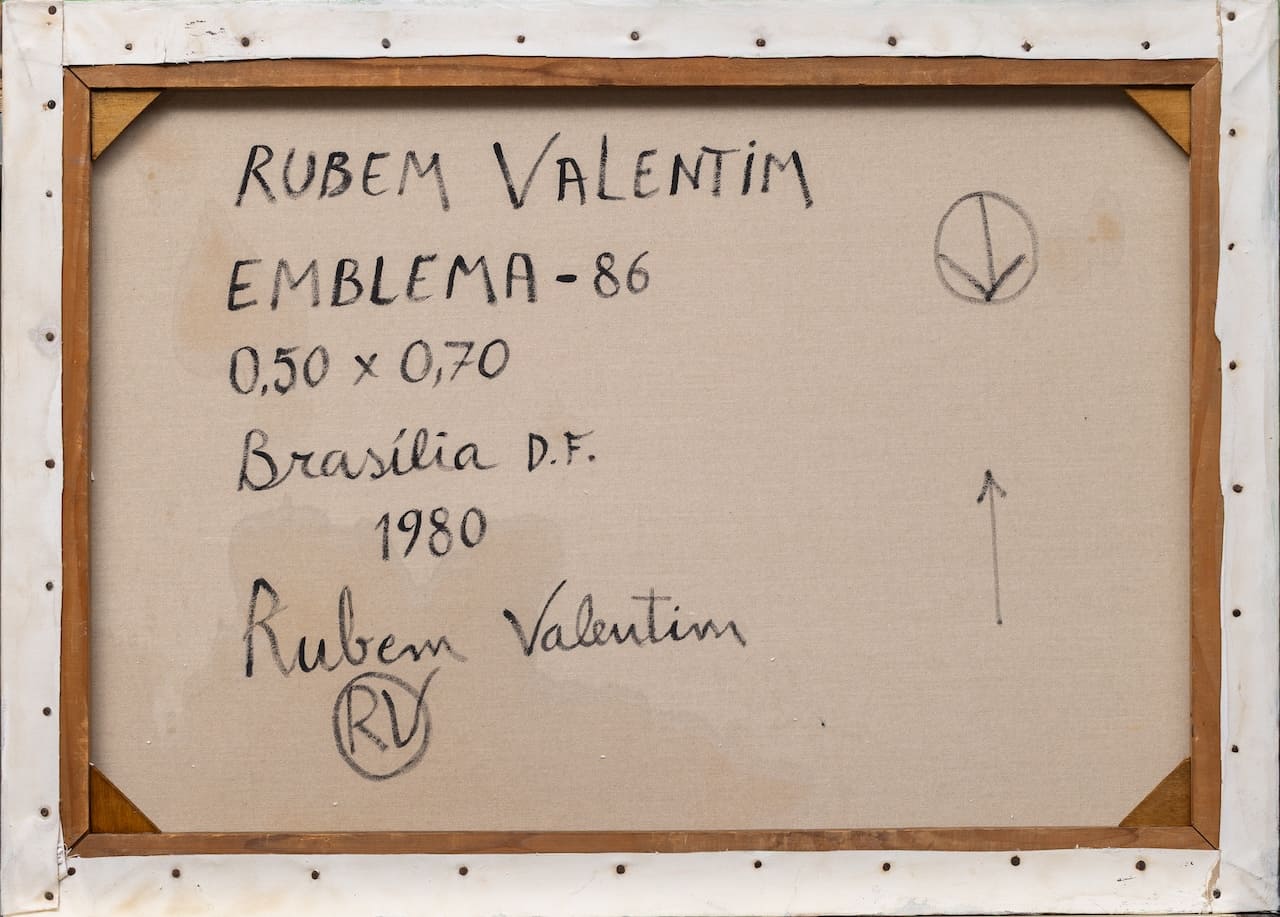 RUBEM VALENTIM
EMBLEMA - 86
0,50 x 0,70
Brasília D.F.
1980
Rubem Valentim
RV